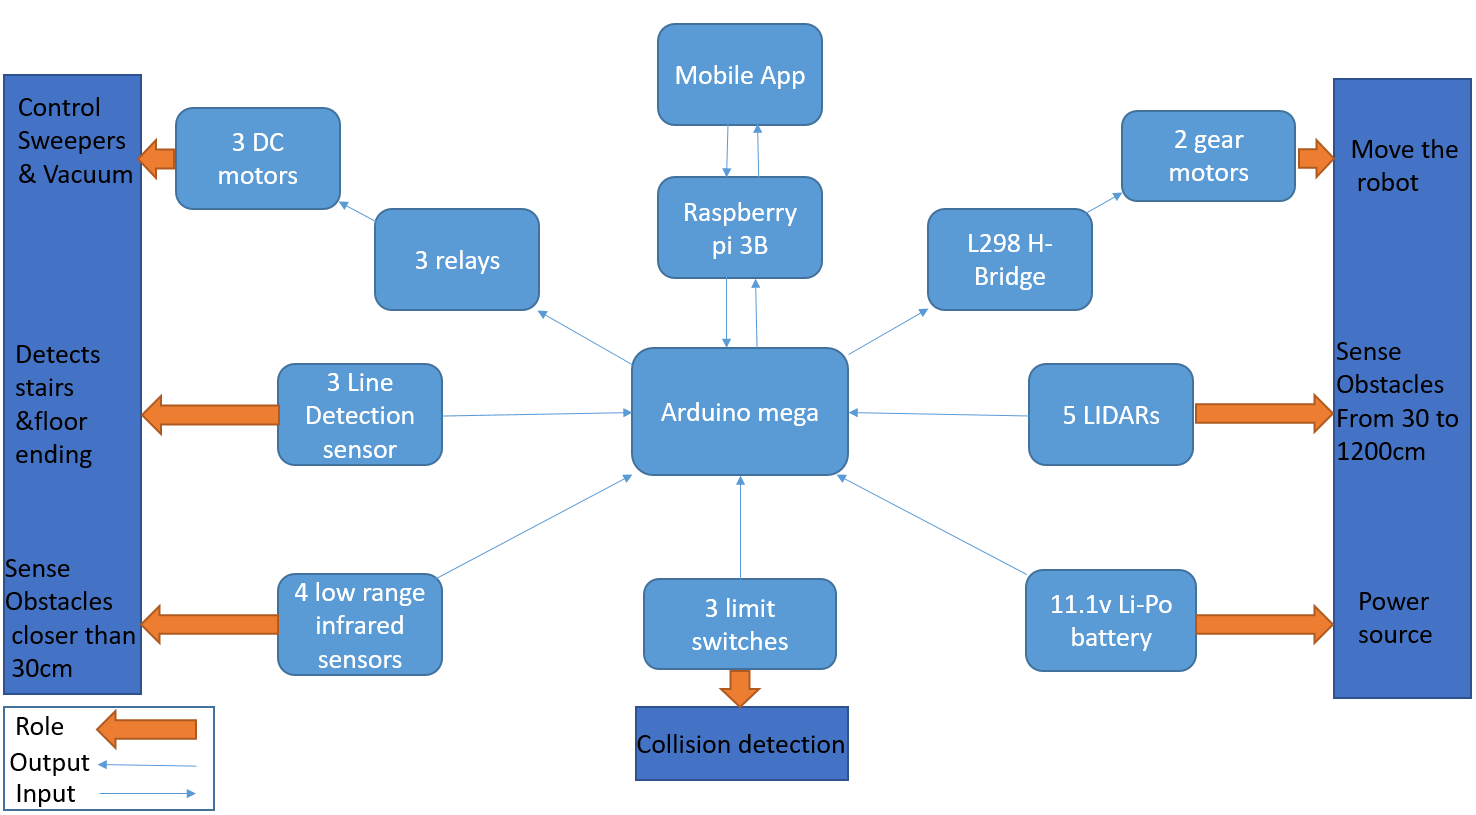 Mobile App
Control
Sweepers
& Vacuum
3 DC
motors
2 gear
motors
Move the
robot
Raspberry
pi 3B
3 relays
L298 H-
Bridge
Detects
stairs
&floor
ending
3 Line
Detection
sensor
Arduino mega
5 LIDARs
Sense
Obstacles
From 30 to
1200cm
Sense
Obstacles
closer than
30cm
4 low range
infrared
sensors
3 limit
switches
11.1v Li-Po
battery
Power
source
Collision detection
Role
Output
Input